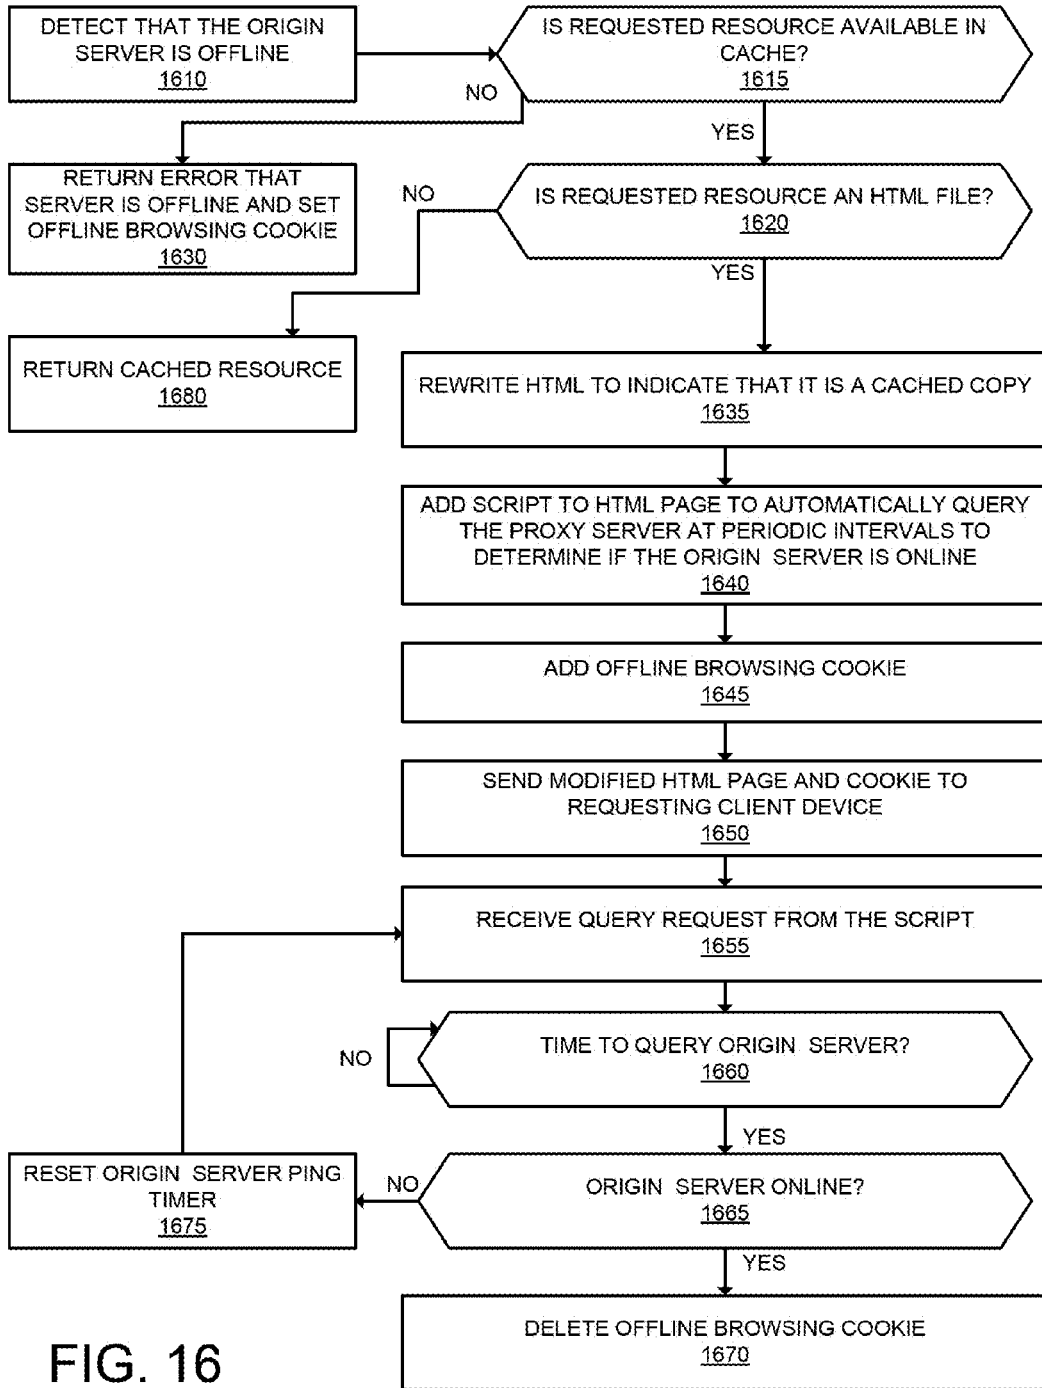 DETECT THAT THE ORIGIN
SERVER IS OFFLINE
1610
IS REQUESTED RESOURCE AVAILABLE IN
CACHE?
1615
NO
YES
RETURN ERROR THAT
SERVER IS OFFLINE AND SET
OFFLINE BROWSING COOKIE
1630
NO
IS REQUESTED RESOURCE AN HTML FILE?
1620
YES
RETURN CACHED RESOURCE
1680
REWRITE HTML TO INDICATE THAT IT IS A CACHED COPY
1635
ADD SCRIPT TO HTML PAGE TO AUTOMATICALLY QUERY
THE PROXY SERVER AT PERIODIC INTERVALS TO
DETERMINE IF THE ORIGIN SERVER IS ONLINE
1640
ADD OFFLINE BROWSING COOKIE
1645
SEND MODIFIED HTML PAGE AND COOKIE TO
REQUESTING CLIENT DEVICE
1650
RECEIVE QUERY REQUEST FROM THE SCRIPT
1655
NO
TIME TO QUERY ORIGIN SERVER?
1660
YES
RESET ORIGIN SERVER PING
TIMER
1675
NO
ORIGIN SERVER ONLINE?
1665
YES
DELETE OFFLINE BROWSING COOKIE
1670
FIG. 16